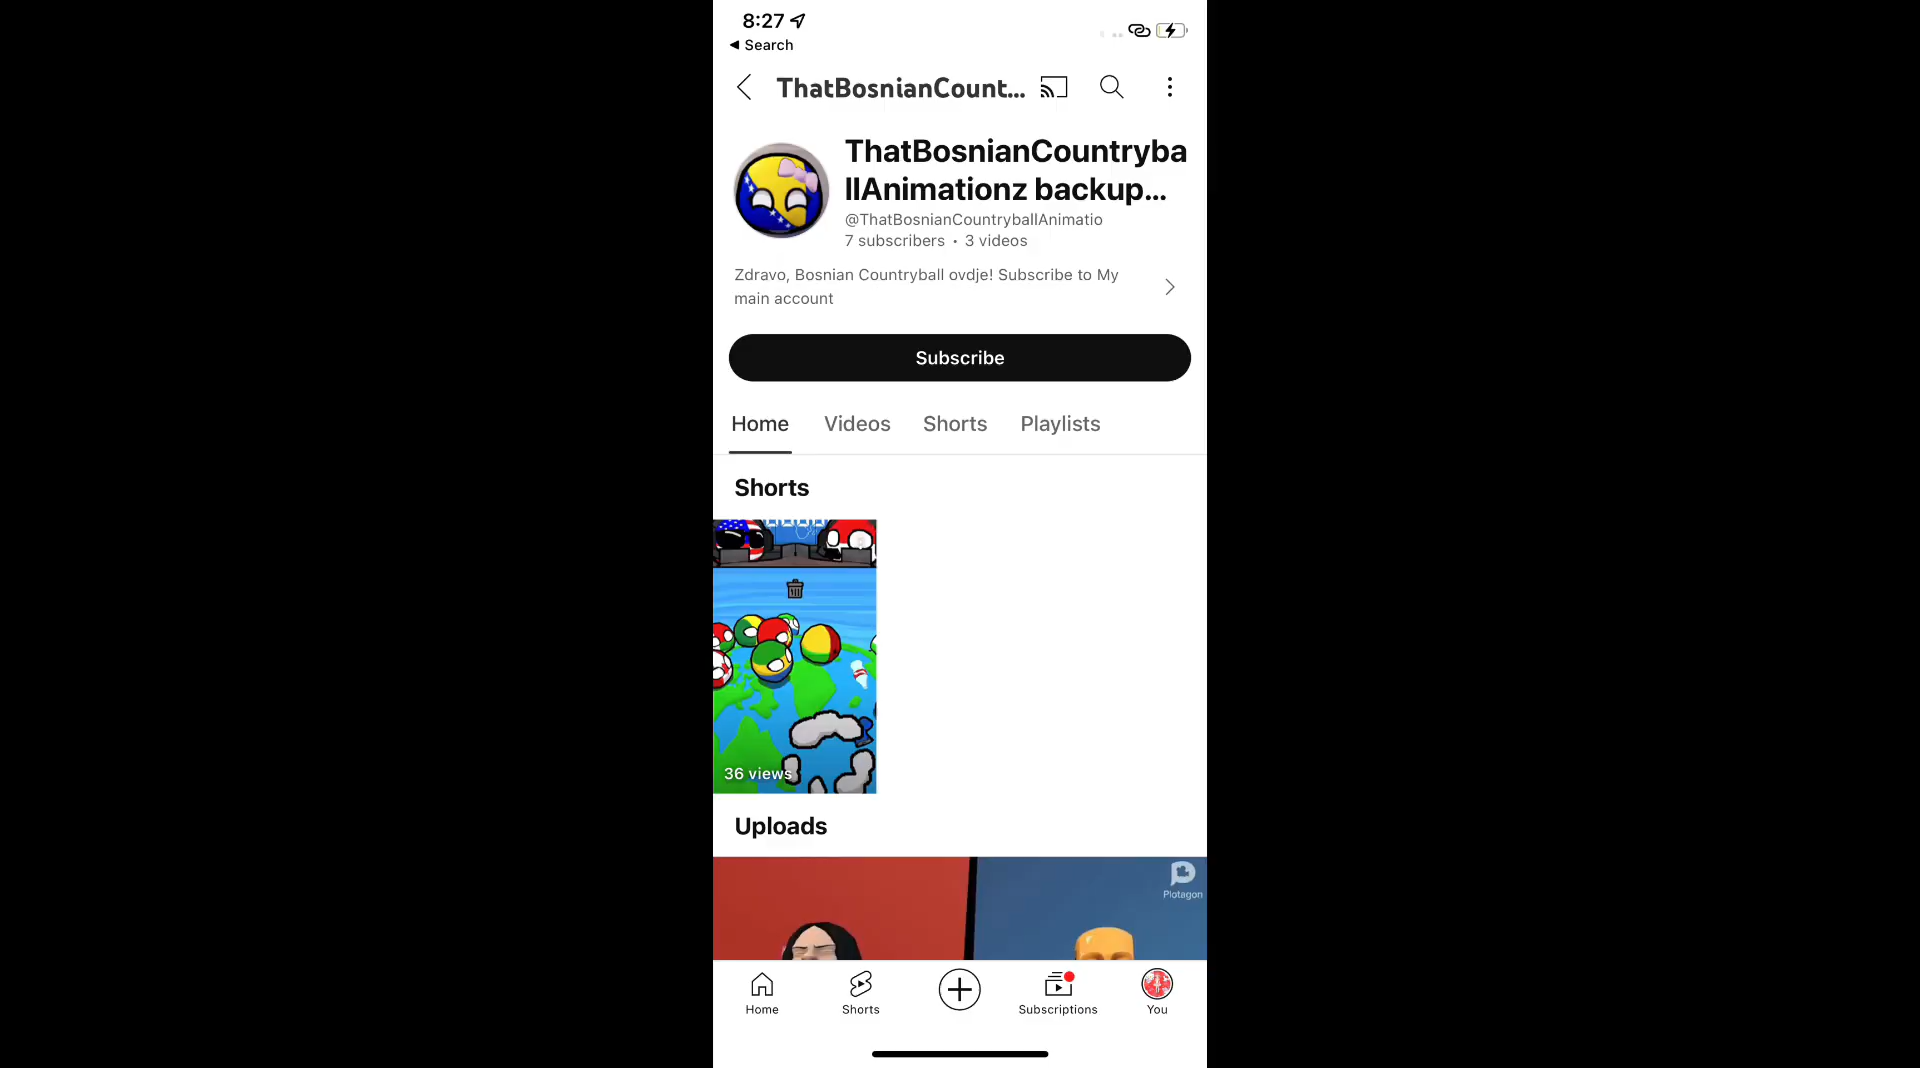 8:27
◀ Search
ThatBosnianCount...
ThatBosnianCountryba
llAnimationz backup...
@ThatBosnianCountryballAnimatio
7 subscribers • 3 videos
Zdravo, Bosnian Countryball ovdje! Subscribe to My
main account
Subscribe
Home Videos Shorts Playlists
Shorts
36 views
Uploads
Plotagon
Home Shorts Subscriptions You